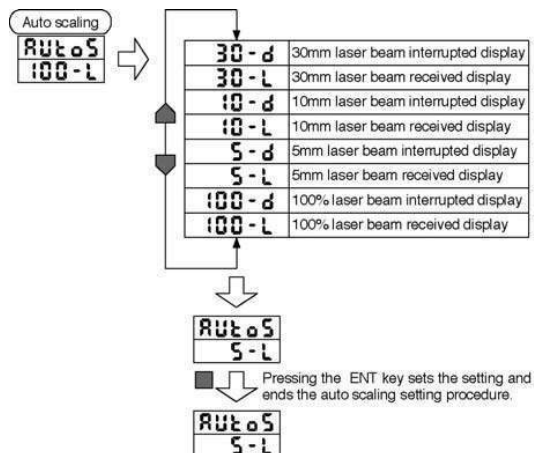 Auto scaling
AUtoS
100-L
30-d 30mm laser beam interrupted display
30-L 30mm laser beam received display
10-d 10mm laser beam interrupted display
10-L 10mm laser beam received display
5-d 5mm laser beam interrupted display
5-L 5mm laser beam received display
100-d 100% laser beam interrupted display
100-L 100% laser beam received display
AUtoS
5-L
Pressing the ENT key sets the setting and
ends the auto scaling setting procedure.
AUtoS
5-L